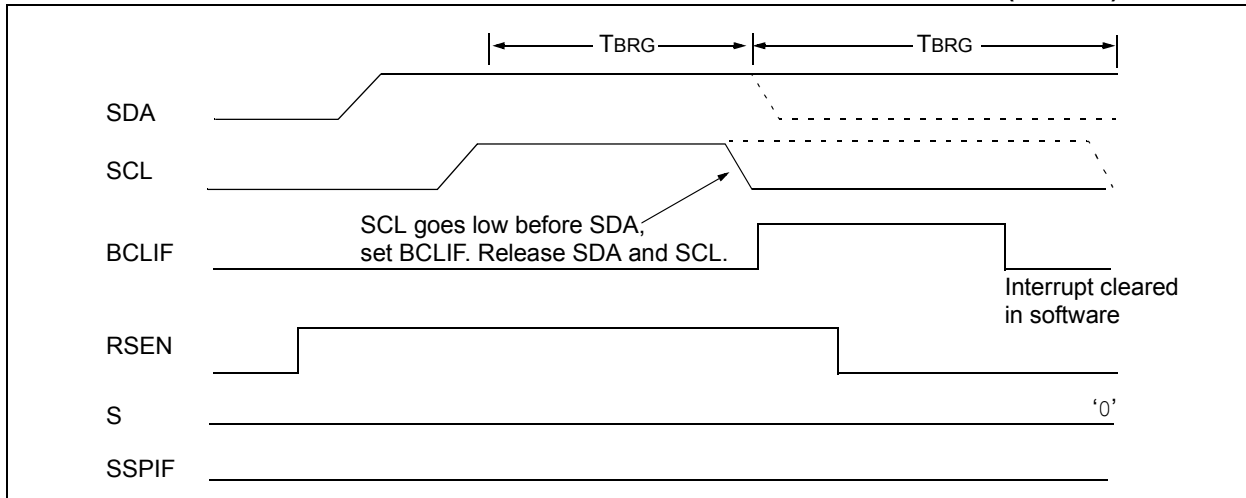 TBRG TBRG
SDA
SCL
SCL goes low before SDA,
set BCLIF. Release SDA and SCL.
BCLIF
Interrupt cleared
in software
RSEN
S
‘0’
SSPIF